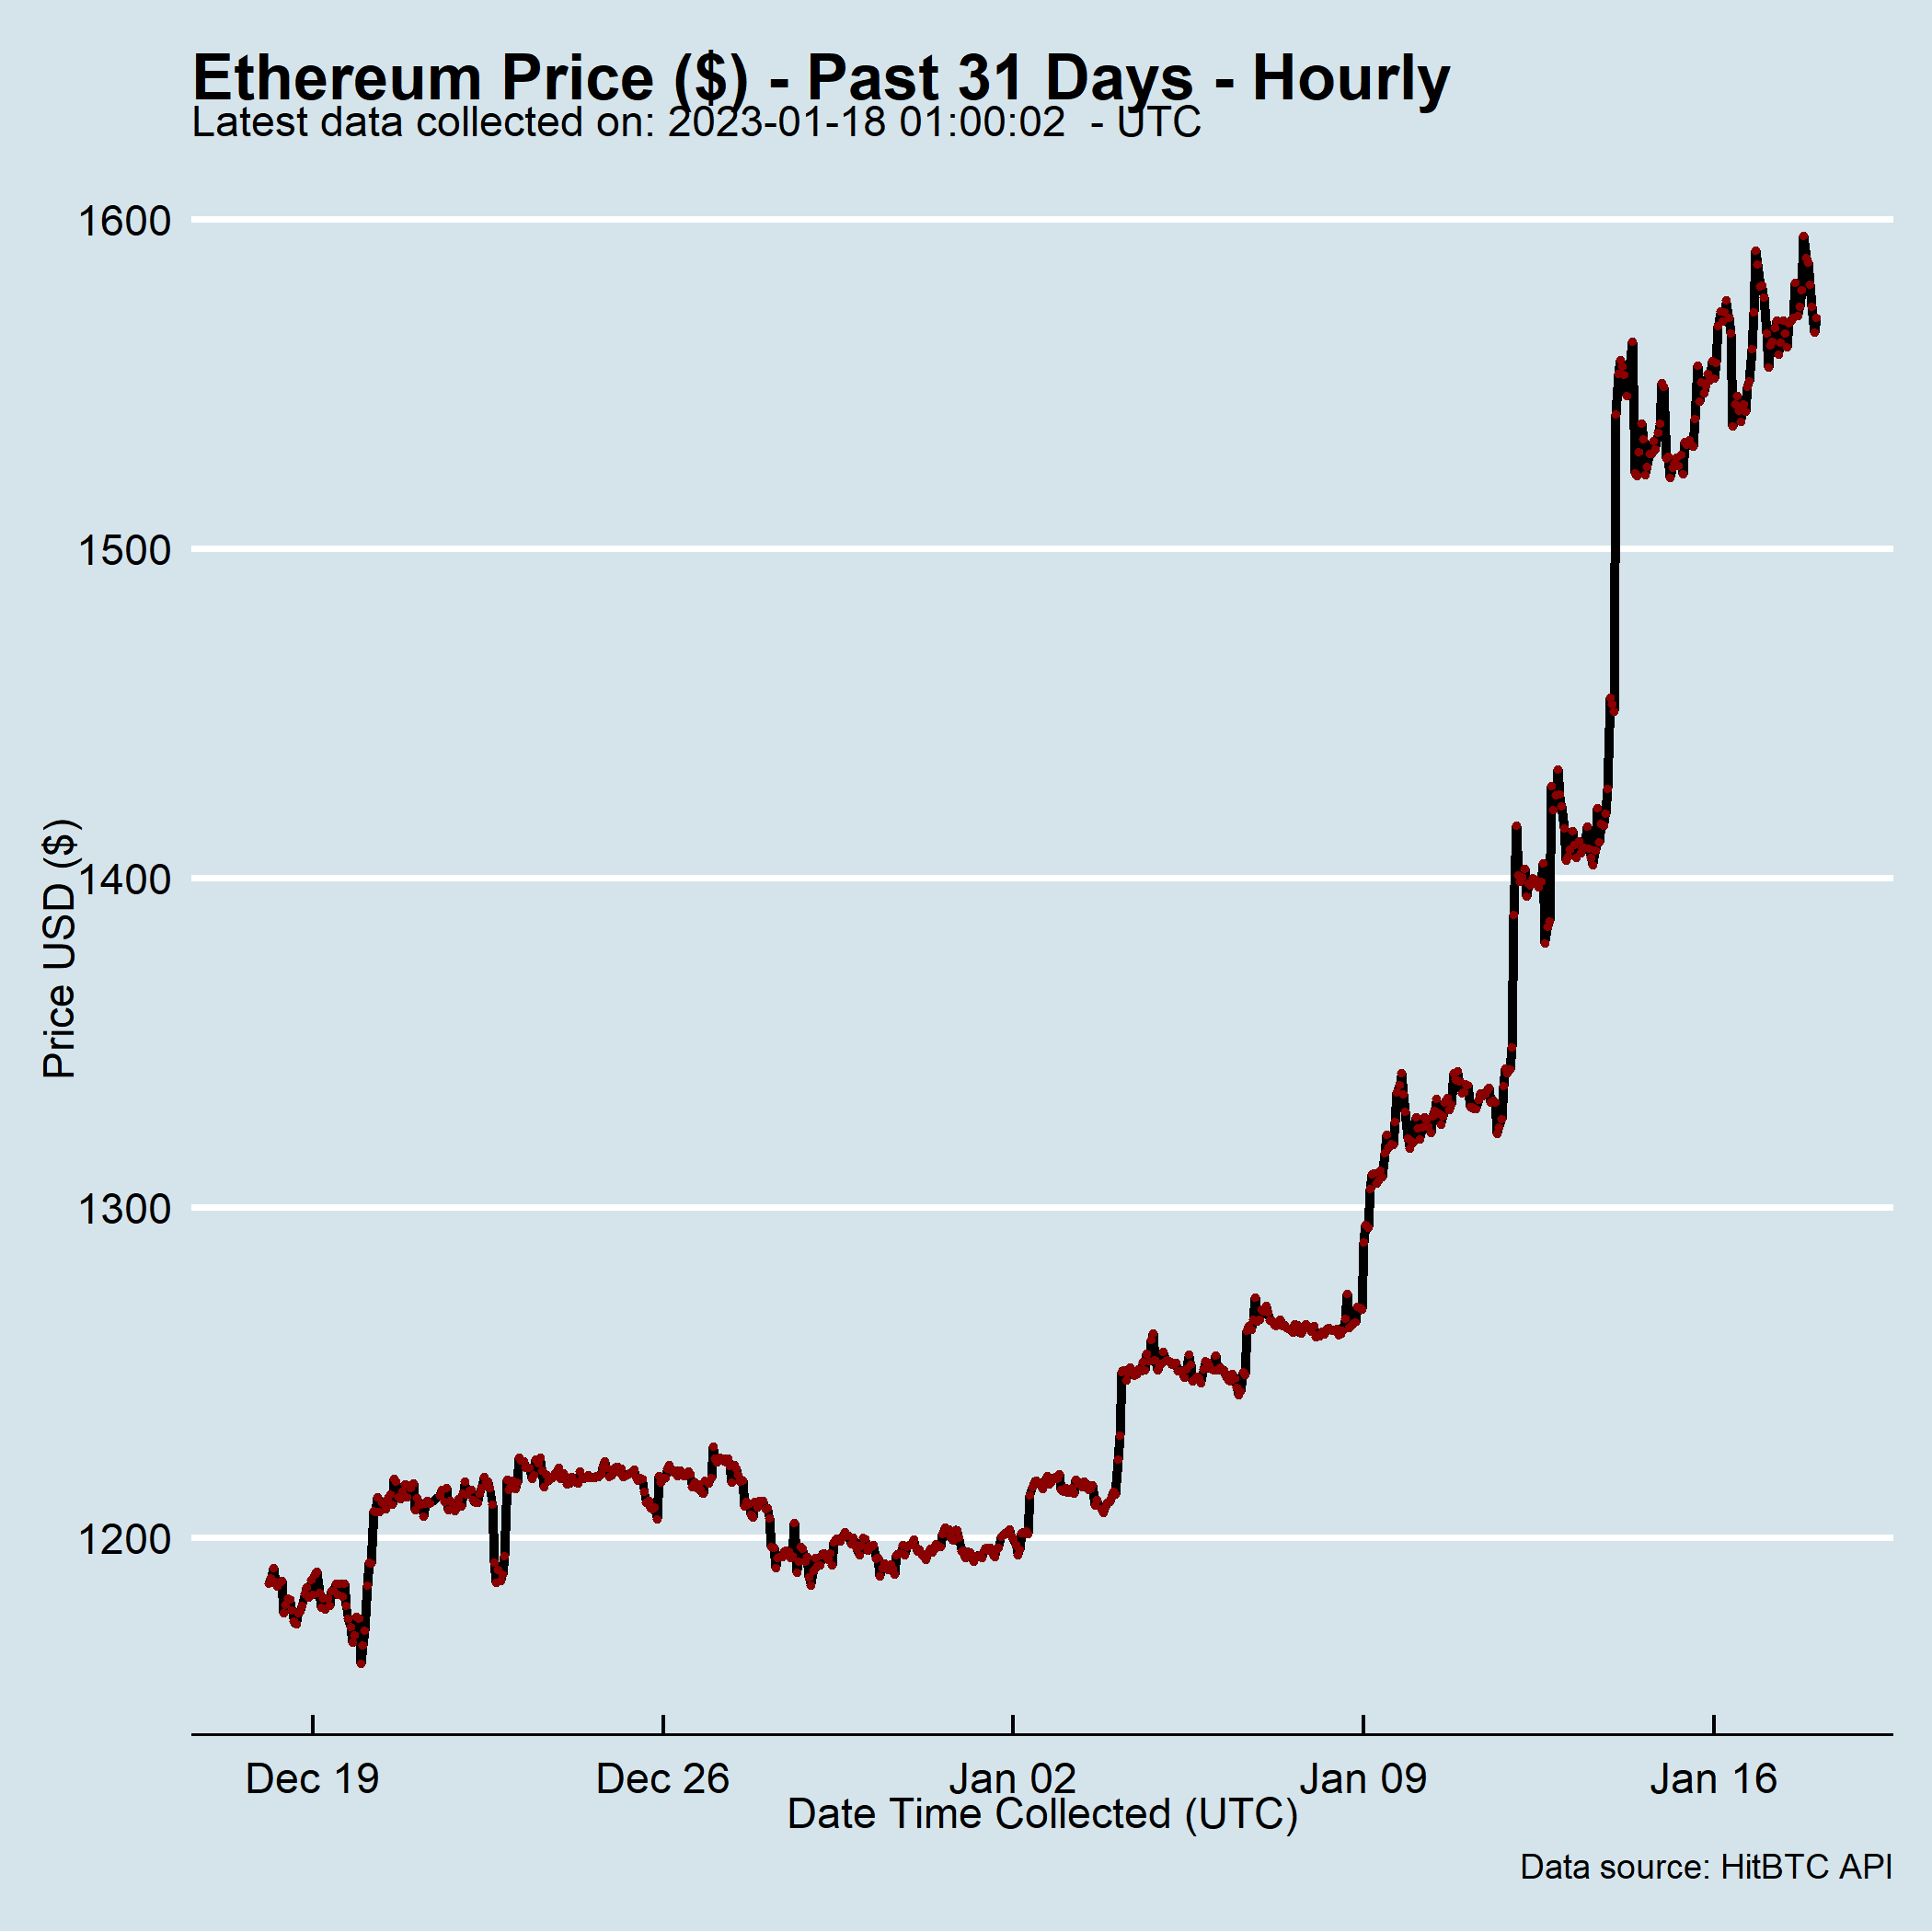 Ethereum Price ($) - Past 31 Days - Hourly
Latest data collected on: 2023-01-18 01:00:02  - UTC
1600
1500
1400
1300
1200
Price USD ($)
Dec 19 Dec 26 Jan 02 Jan 09 Jan 16
Date Time Collected (UTC)
Data source: HitBTC API